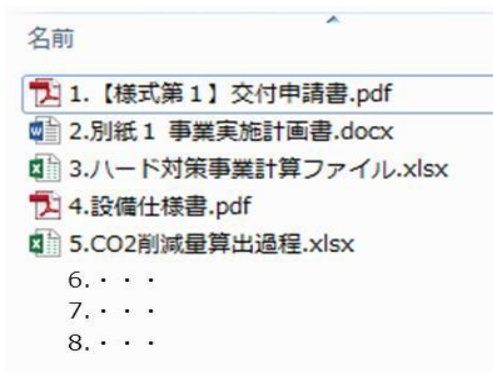 名前
1.【様式第１】交付申請書.pdf
2.別紙１ 事業実施計画書.docx
3.ハード対策事業計算ファイル.xlsx
4.設備仕様書.pdf
5.CO2削減量算出過程.xlsx
6.・・・
7.・・・
8.・・・